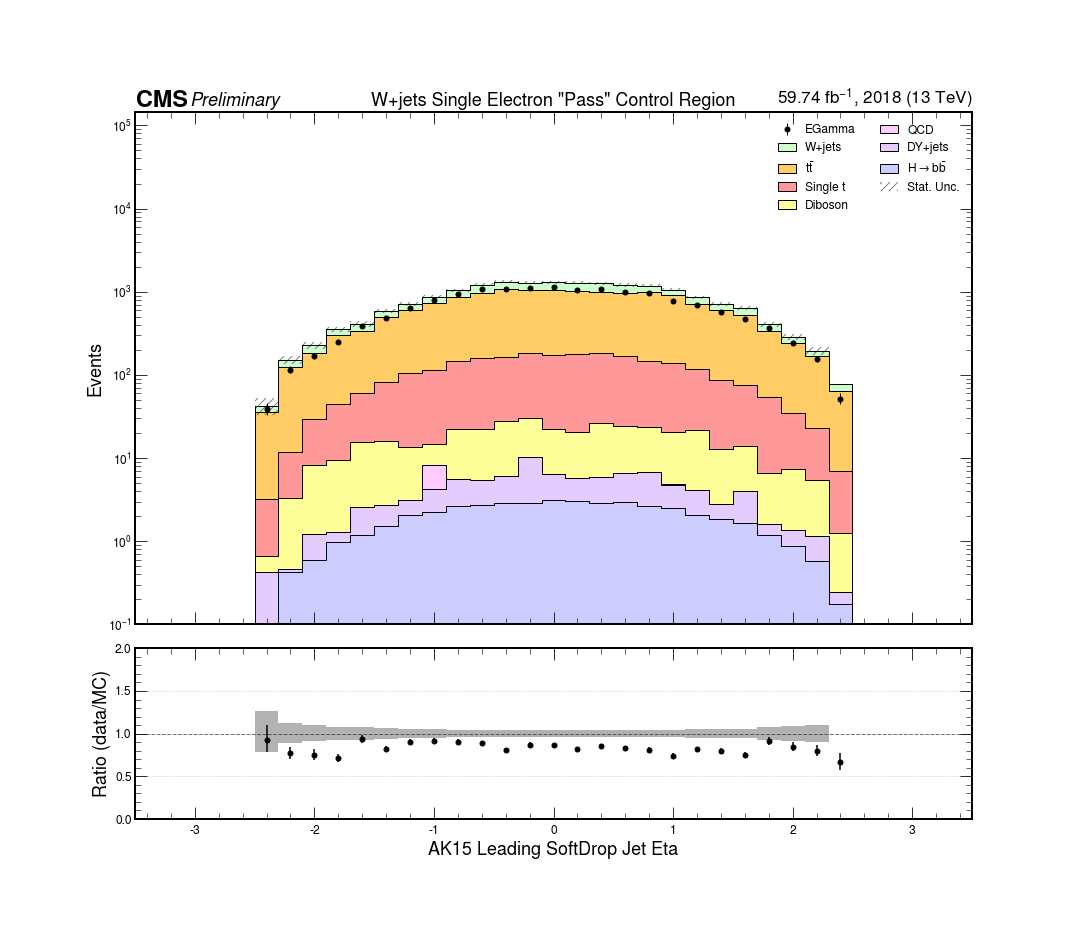 CMS Preliminary W+jets Single Electron "Pass" Control Region 59.74 fb⁻¹, 2018 (13 TeV)
EGamma
W+jets
tt̄
Single t
Diboson
QCD
DY+jets
H→bb̄
Stat. Unc.
Events
10⁵
10⁴
10³
10²
10¹
10⁰
10⁻¹
Ratio (data/MC)
2.0
1.5
1.0
0.5
0.0
-3 -2 -1 0 1 2 3
AK15 Leading SoftDrop Jet Eta